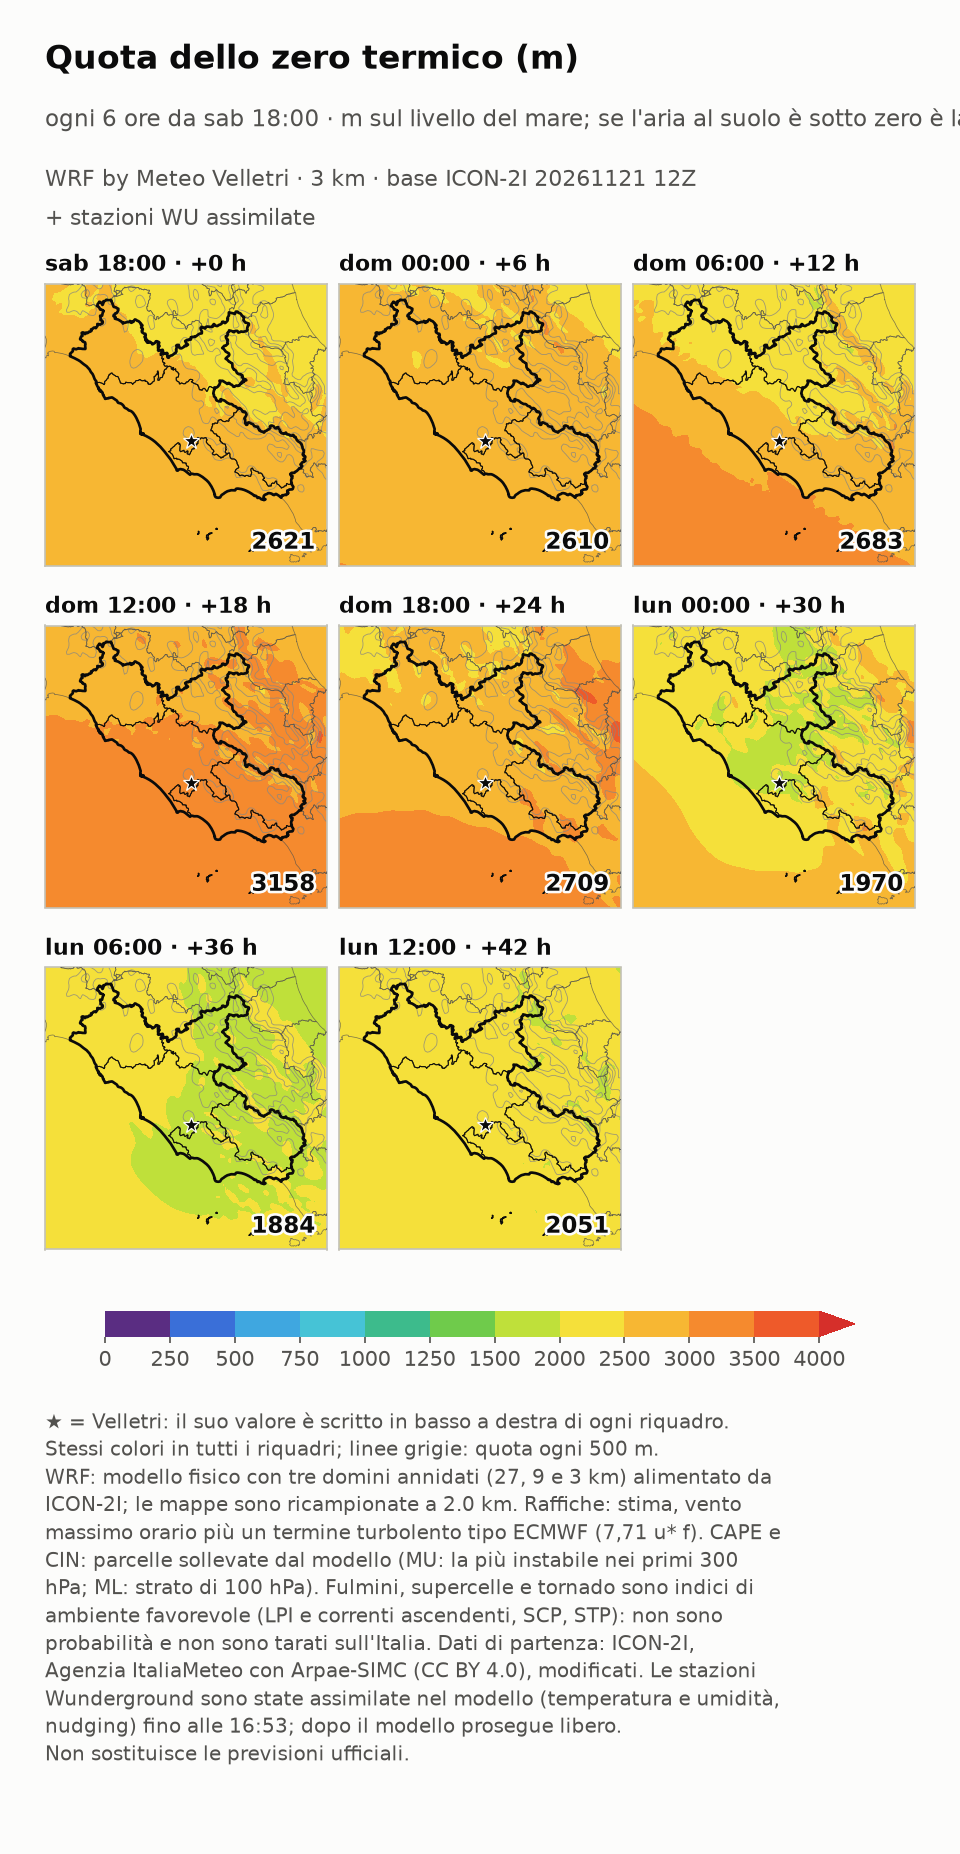 Quota dello zero termico (m)
ogni 6 ore da sab 18:00 · m sul livello del mare; se l'aria al suolo è sotto zero è
WRF by Meteo Velletri · 3 km · base ICON-2I 20261121 12Z
+ stazioni WU assimilate
sab 18:00 · +0 h
dom 00:00 · +6 h
dom 06:00 · +12 h
2621
2610
2683
dom 12:00 · +18 h
dom 18:00 · +24 h
lun 00:00 · +30 h
3158
2709
1970
lun 06:00 · +36 h
lun 12:00 · +42 h
1884
2051
0 250 500 750 1000 1250 1500 2000 2500 3000 3500 4000
★ = Velletri: il suo valore è scritto in basso a destra di ogni riquadro.
Stessi colori in tutti i riquadri; linee grigie: quota ogni 500 m.
WRF: modello fisico con tre domini annidati (27, 9 e 3 km) alimentato da
ICON-2I; le mappe sono ricampionate a 2.0 km. Raffiche: stima, vento
massimo orario più un termine turbolento tipo ECMWF (7,71 u* f). CAPE e
CIN: parcelle sollevate dal modello (MU: la più instabile nei primi 300
hPa; ML: strato di 100 hPa). Fulmini, supercelle e tornado sono indici di
ambiente favorevole (LPI e correnti ascendenti, SCP, STP): non sono
probabilità e non sono tarati sull'Italia. Dati di partenza: ICON-2I,
Agenzia ItaliaMeteo con Arpae-SIMC (CC BY 4.0), modificati. Le stazioni
Wunderground sono state assimilate nel modello (temperatura e umidità,
nudging) fino alle 16:53; dopo il modello prosegue libero.
Non sostituisce le previsioni ufficiali.